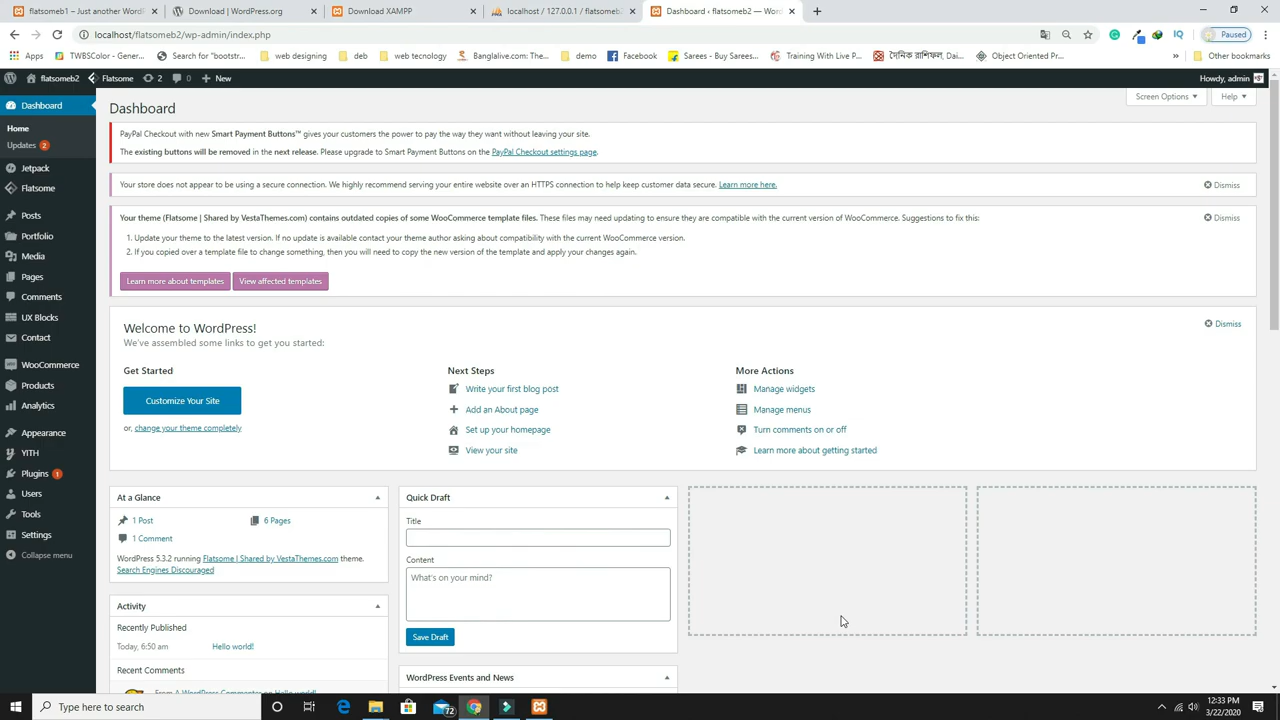 flatsomeb1 – Just another WordP
Download | WordPress.org
Download XAMPP
localhost / 127.0.0.1 / flatsomeb
Dashboard ‹ flatsomeb2 — Wor
localhost/flatsomeb2/wp-admin/index.php
Paused
Apps
TWBSColor - Gener...
Search for "bootstr...
web designing
deb
web tecnology
Banglalive.com: The...
demo
Facebook
Sarees - Buy Sarees...
Training With Live P...
দৈনিক রাশিফল, Dai...
Object Oriented Pr...
Other bookmarks
flatsomeb2
Flatsome
2
0
New
Howdy, admin
Dashboard
Home
Updates 2
Jetpack
Flatsome
Posts
Portfolio
Media
Pages
Comments
UX Blocks
Contact
WooCommerce
Products
Analytics
Appearance
YITH
Plugins 1
Users
Tools
Settings
Collapse menu
Dashboard
Screen Options
Help
PayPal Checkout with new Smart Payment Buttons™ gives your customers the power to pay the way they want without leaving your site.
The existing buttons will be removed in the next release. Please upgrade to Smart Payment Buttons on the PayPal Checkout settings page.
Your store does not appear to be using a secure connection. We highly recommend serving your entire website over an HTTPS connection to help keep customer data secure. Learn more here.
Dismiss
Your theme (Flatsome | Shared by VestaThemes.com) contains outdated copies of some WooCommerce template files. These files may need updating to ensure they are compatible with the current version of WooCommerce. Suggestions to fix this:
Dismiss
1. Update your theme to the latest version. If no update is available contact your theme author asking about compatibility with the current WooCommerce version.
2. If you copied over a template file to change something, then you will need to copy the new version of the template and apply your changes again.
Learn more about templates
View affected templates
Welcome to WordPress!
Dismiss
We've assembled some links to get you started:
Get Started
Customize Your Site
or, change your theme completely
Next Steps
Write your first blog post
Add an About page
Set up your homepage
View your site
More Actions
Manage widgets
Manage menus
Turn comments on or off
Learn more about getting started
At a Glance
1 Post
6 Pages
1 Comment
WordPress 5.3.2 running Flatsome | Shared by VestaThemes.com theme.
Search Engines Discouraged
Activity
Recently Published
Today, 6:50 am
Hello world!
Recent Comments
From A WordPress Commenter on Hello world!
Quick Draft
Title
Content
What's on your mind?
Save Draft
WordPress Events and News
Type here to search
72
12:33 PM
3/22/2020